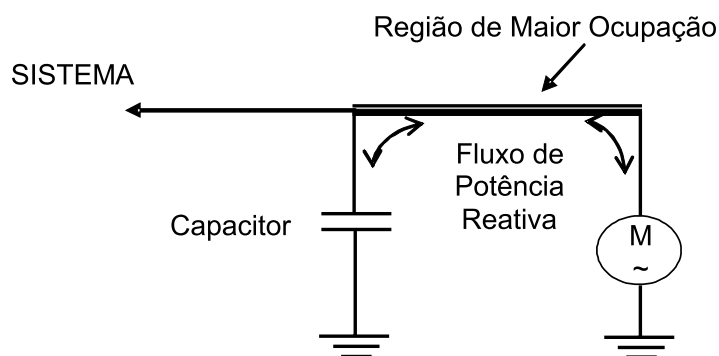 Região de Maior Ocupação
SISTEMA
Fluxo de
Potência
Reativa
Capacitor
M
~